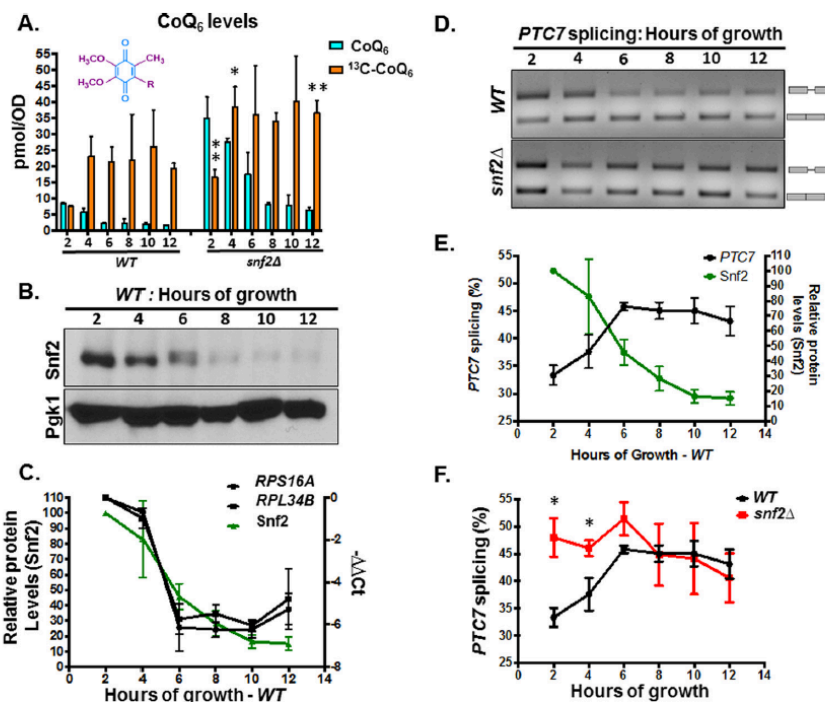 A.
CoQ6 levels
H3CO
CH3
H3CO
R
O
O
CoQ6
13C-CoQ6
pmol/OD
55
50
45
40
35
30
25
20
15
10
5
0
*
**
**
2 4 6 8 10 12
2 4 6 8 10 12
WT
snf2Δ
B.
WT : Hours of growth
2 4 6 8 10 12
Snf2
Pgk1
C.
RPS16A
RPL34B
Snf2
Relative protein
Levels (Snf2)
110
100
90
80
70
60
50
40
30
20
10
0
0
-2
-4
-6
-8
-ΔΔCt
0 2 4 6 8 10 12 14
Hours of growth - WT
D.
PTC7 splicing: Hours of growth
2 4 6 8 10 12
WT
snf2Δ
E.
PTC7
Snf2
PTC7 splicing (%)
55
50
45
40
35
30
25
110
100
90
80
70
60
50
40
30
20
10
0
Relative protein
levels (Snf2)
0 2 4 6 8 10 12 14
Hours of Growth - WT
F.
WT
snf2Δ
PTC7 splicing (%)
55
50
45
40
35
30
25
* *
0 2 4 6 8 10 12 14
Hours of growth